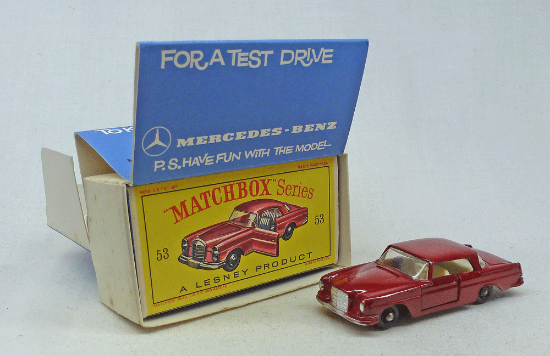 FOR A TEST DRIVE
MERCEDES-BENZ
P.S. HAVE FUN WITH THE MODEL
"MATCHBOX" Series
53
53
A LESNEY PRODUCT